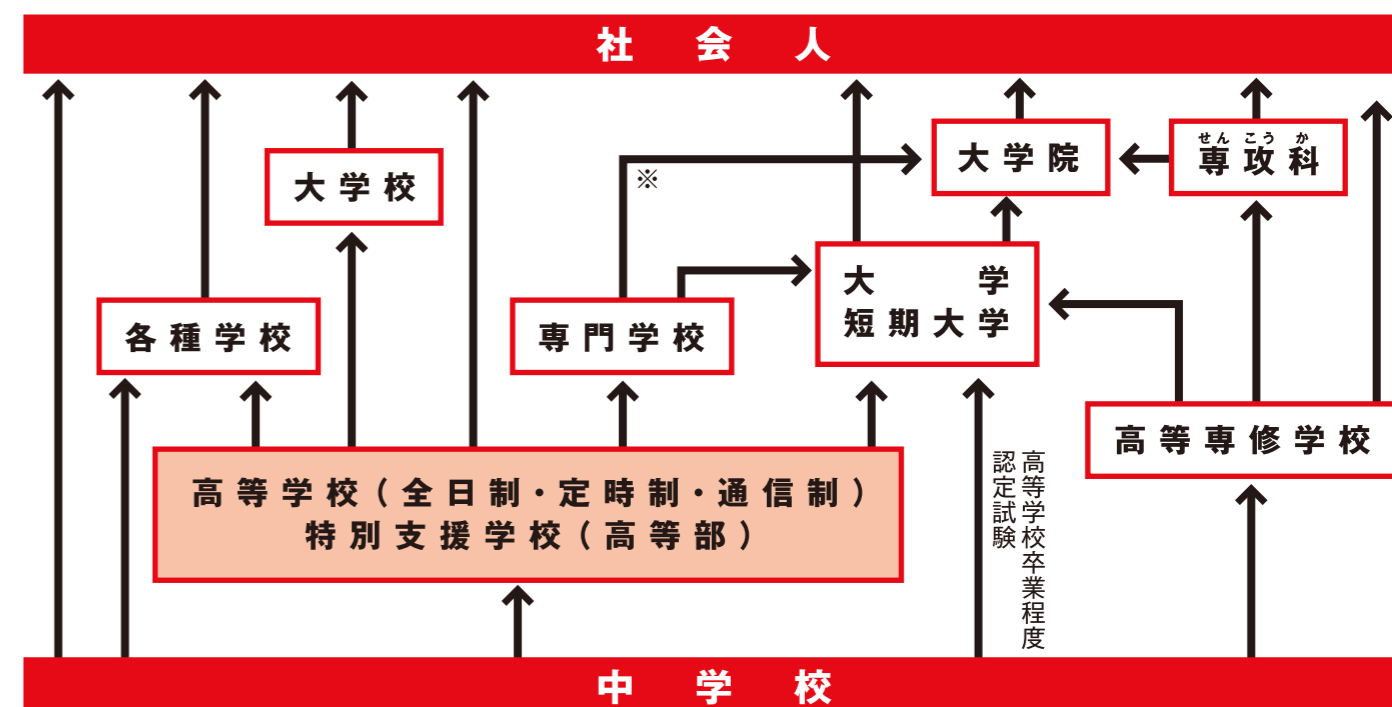 社会人
大学校
大学院
せんこうか
専攻科
※
各種学校
専門学校
大学
短期大学
高等専修学校
高等学校(全日制・定時制・通信制)
特別支援学校(高等部)
高等学校卒業程度
認定試験
中学校